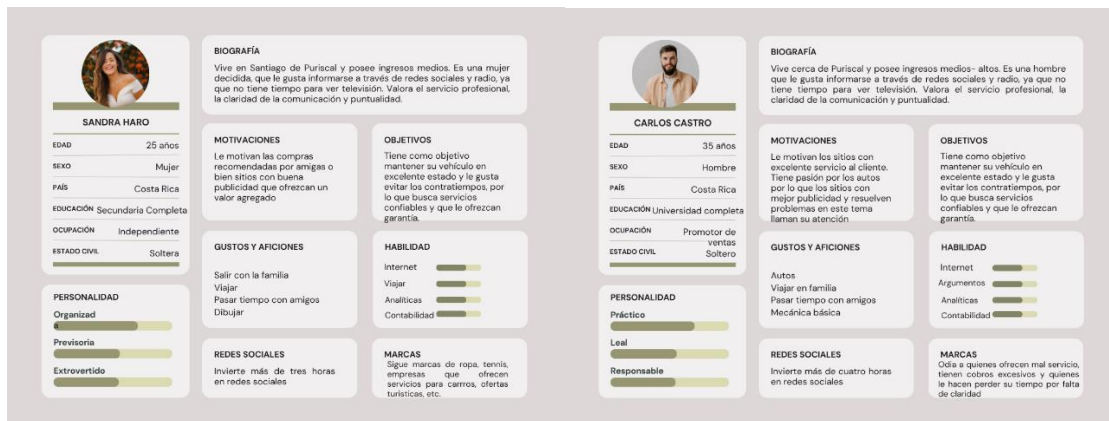 SANDRA HARO
EDAD 25 años
SEXO Mujer
PAÍS Costa Rica
EDUCACIÓN Secundaria Completa
OCUPACIÓN Independiente
ESTADO CIVIL Soltera
PERSONALIDAD
Organizad
a
Previsoria
Extrovertido
BIOGRAFÍA
Vive en Santiago de Puriscal y posee ingresos medios. Es una mujer
decidida, que le gusta informarse a través de redes sociales y radio, ya
que no tiene tiempo para ver televisión. Valora el servicio profesional,
la claridad de la comunicación y puntualidad.
MOTIVACIONES
Le motivan las compras
recomendadas por amigas o
bien sitios con buena
publicidad que ofrezcan un
valor agregado
OBJETIVOS
Tiene como objetivo
mantener su vehículo en
excelente estado y le gusta
evitar los contratiempos, por
lo que busca servicios
confiables y que le ofrezcan
garantía.
GUSTOS Y AFICIONES
Salir con la familia
Viajar
Pasar tiempo con amigos
Dibujar
HABILIDAD
Internet
Viajar
Analíticas
Contabilidad
REDES SOCIALES
Invierte más de tres horas
en redes sociales
MARCAS
Sigue marcas de ropa, tennis,
empresas que ofrecen
servicios para carrros, ofertas
turísticas, etc.
CARLOS CASTRO
EDAD 35 años
SEXO Hombre
PAÍS Costa Rica
EDUCACIÓN Universidad completa
OCUPACIÓN Promotor de
ventas
ESTADO CIVIL Soltero
PERSONALIDAD
Práctico
Leal
Responsable
BIOGRAFÍA
Vive cerca de Puriscal y posee ingresos medios- altos. Es una hombre
que le gusta informarse a través de redes sociales y radio, ya que no
tiene tiempo para ver televisión. Valora el servicio profesional, la
claridad de la comunicación y puntualidad.
MOTIVACIONES
Le motivan los sitios con
excelente servicio al cliente.
Tiene pasión por los autos
por lo que los sitios con
mejor publicidad y resuelven
problemas en este tema
llaman su atención
OBJETIVOS
Tiene como objetivo
mantener su vehículo en
excelente estado y le gusta
evitar los contratiempos, por
lo que busca servicios
confiables y que le ofrezcan
garantía.
GUSTOS Y AFICIONES
Autos
Viajar en familia
Pasar tiempo con amigos
Mecánica básica
HABILIDAD
Internet
Argumentos
Analíticas
Contabilidad
REDES SOCIALES
Invierte más de cuatro horas
en redes sociales
MARCAS
Odia a quienes ofrecen mal servicio,
tienen cobros excesivos y quienes
le hacen perder su tiempo por falta
de claridad